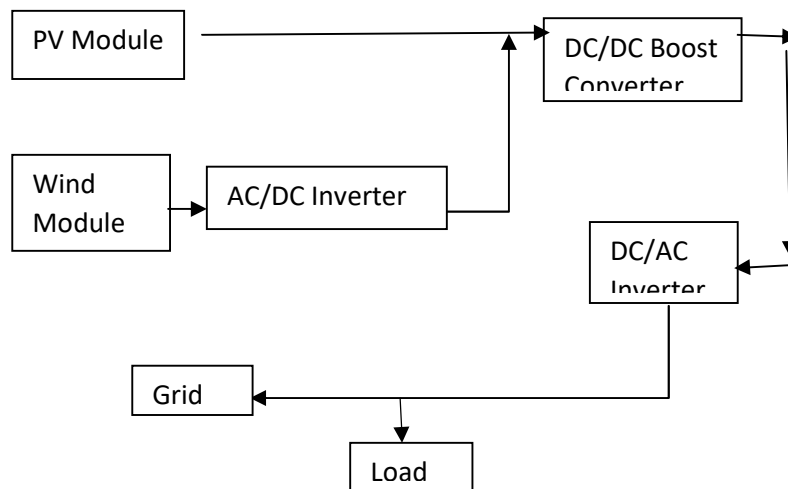 PV Module
DC/DC Boost
Converter
Wind
Module
AC/DC Inverter
DC/AC
Inverter
Grid
Load